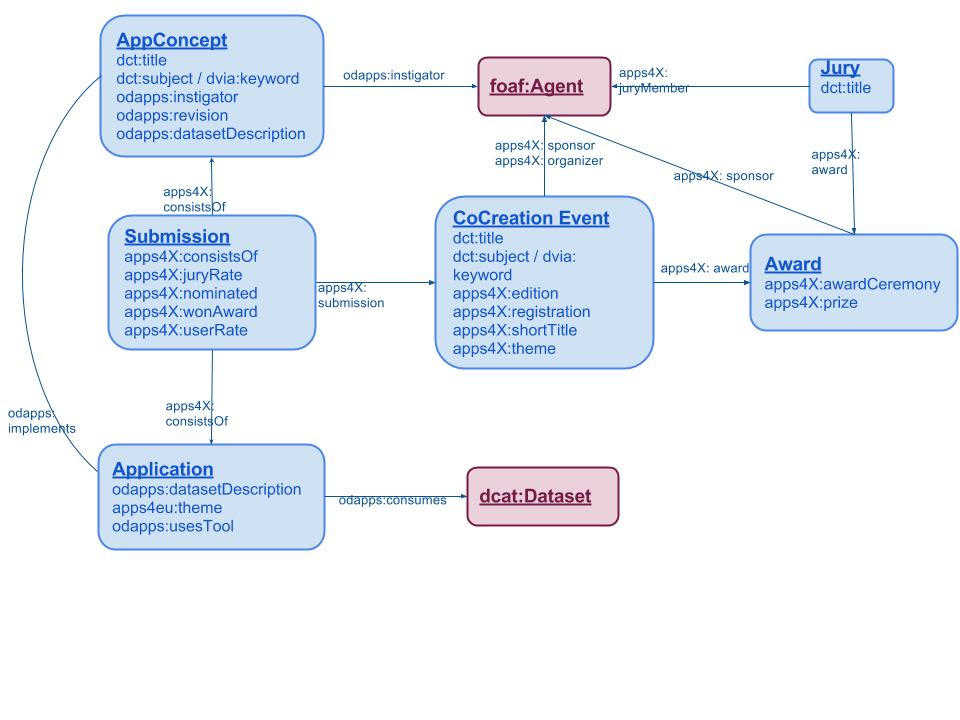 AppConcept
dct:title
dct:subject / dvia:keyword
odapps:instigator
odapps:revision
odapps:datasetDescription
odapps:instigator
foaf:Agent
apps4X:
juryMember
Jury
dct:title
apps4X: sponsor
apps4X: organizer
apps4X: sponsor
apps4X:
award
apps4X:
consistsOf
Submission
apps4X:consistsOf
apps4X:juryRate
apps4X:nominated
apps4X:wonAward
apps4X:userRate
apps4X:
submission
CoCreation Event
dct:title
dct:subject / dvia:
keyword
apps4X:edition
apps4X:registration
apps4X:shortTitle
apps4X:theme
apps4X: award
Award
apps4X:awardCeremony
apps4X:prize
odapps:
implements
apps4X:
consistsOf
Application
odapps:datasetDescription
apps4eu:theme
odapps:usesTool
odapps:consumes
dcat:Dataset